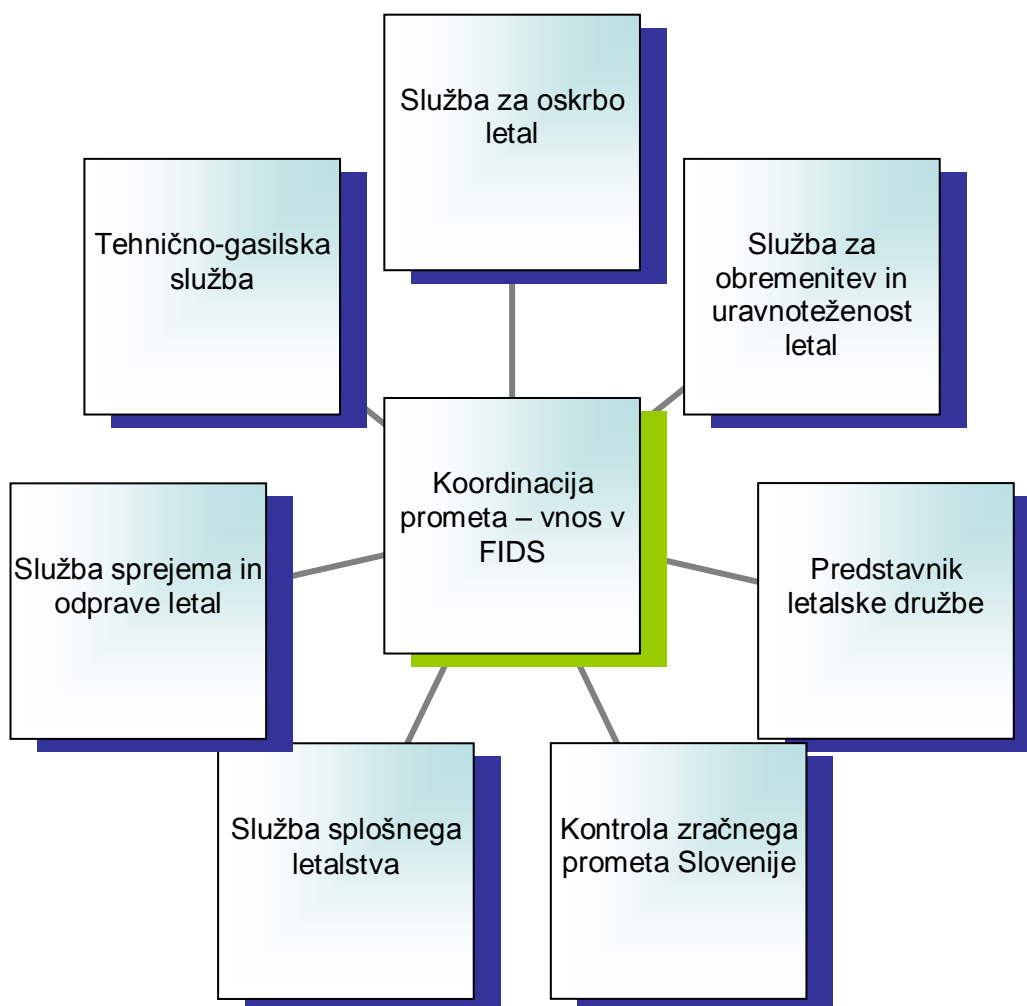 Služba za oskrbo
letal
Tehnično-gasilska
služba
Služba za
obremenitev in
uravnoteženost
letal
Koordinacija
prometa – vnos v
FIDS
Služba sprejema in
odprave letal
Predstavnik
letalske družbe
Služba splošnega
letalstva
Kontrola zračnega
prometa Slovenije